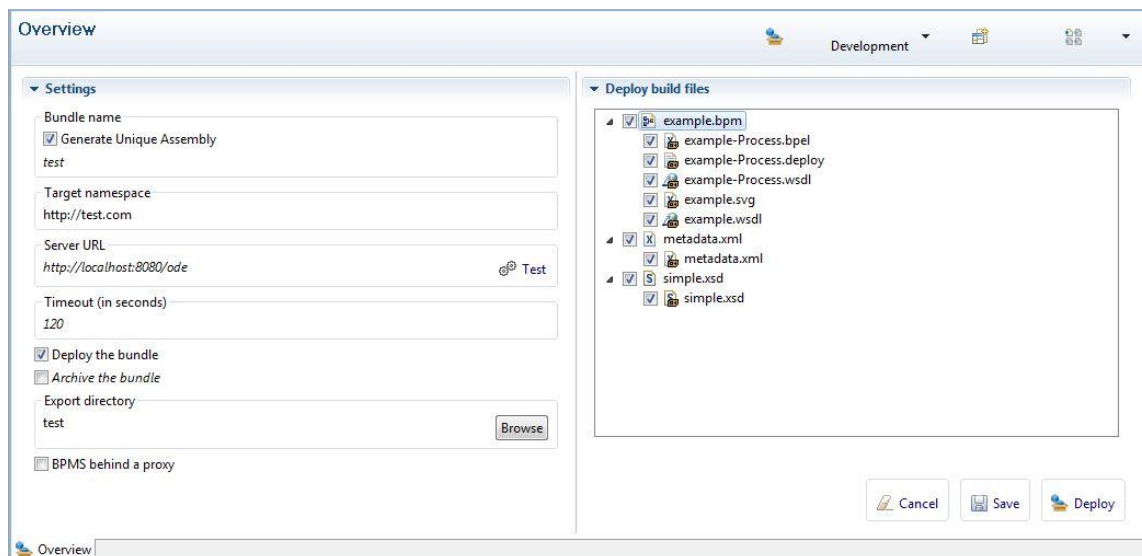 Overview
Development
Settings
Bundle name
Generate Unique Assembly
test
Target namespace
http://test.com
Server URL
http://localhost:8080/ode
Test
Timeout (in seconds)
120
Deploy the bundle
Archive the bundle
Export directory
test
Browse
BPMS behind a proxy
Deploy build files
example.bpm
example-Process.bpel
example-Process.deploy
example-Process.wsdl
example.svg
example.wsdl
metadata.xml
metadata.xml
simple.xsd
simple.xsd
Cancel
Save
Deploy
Overview